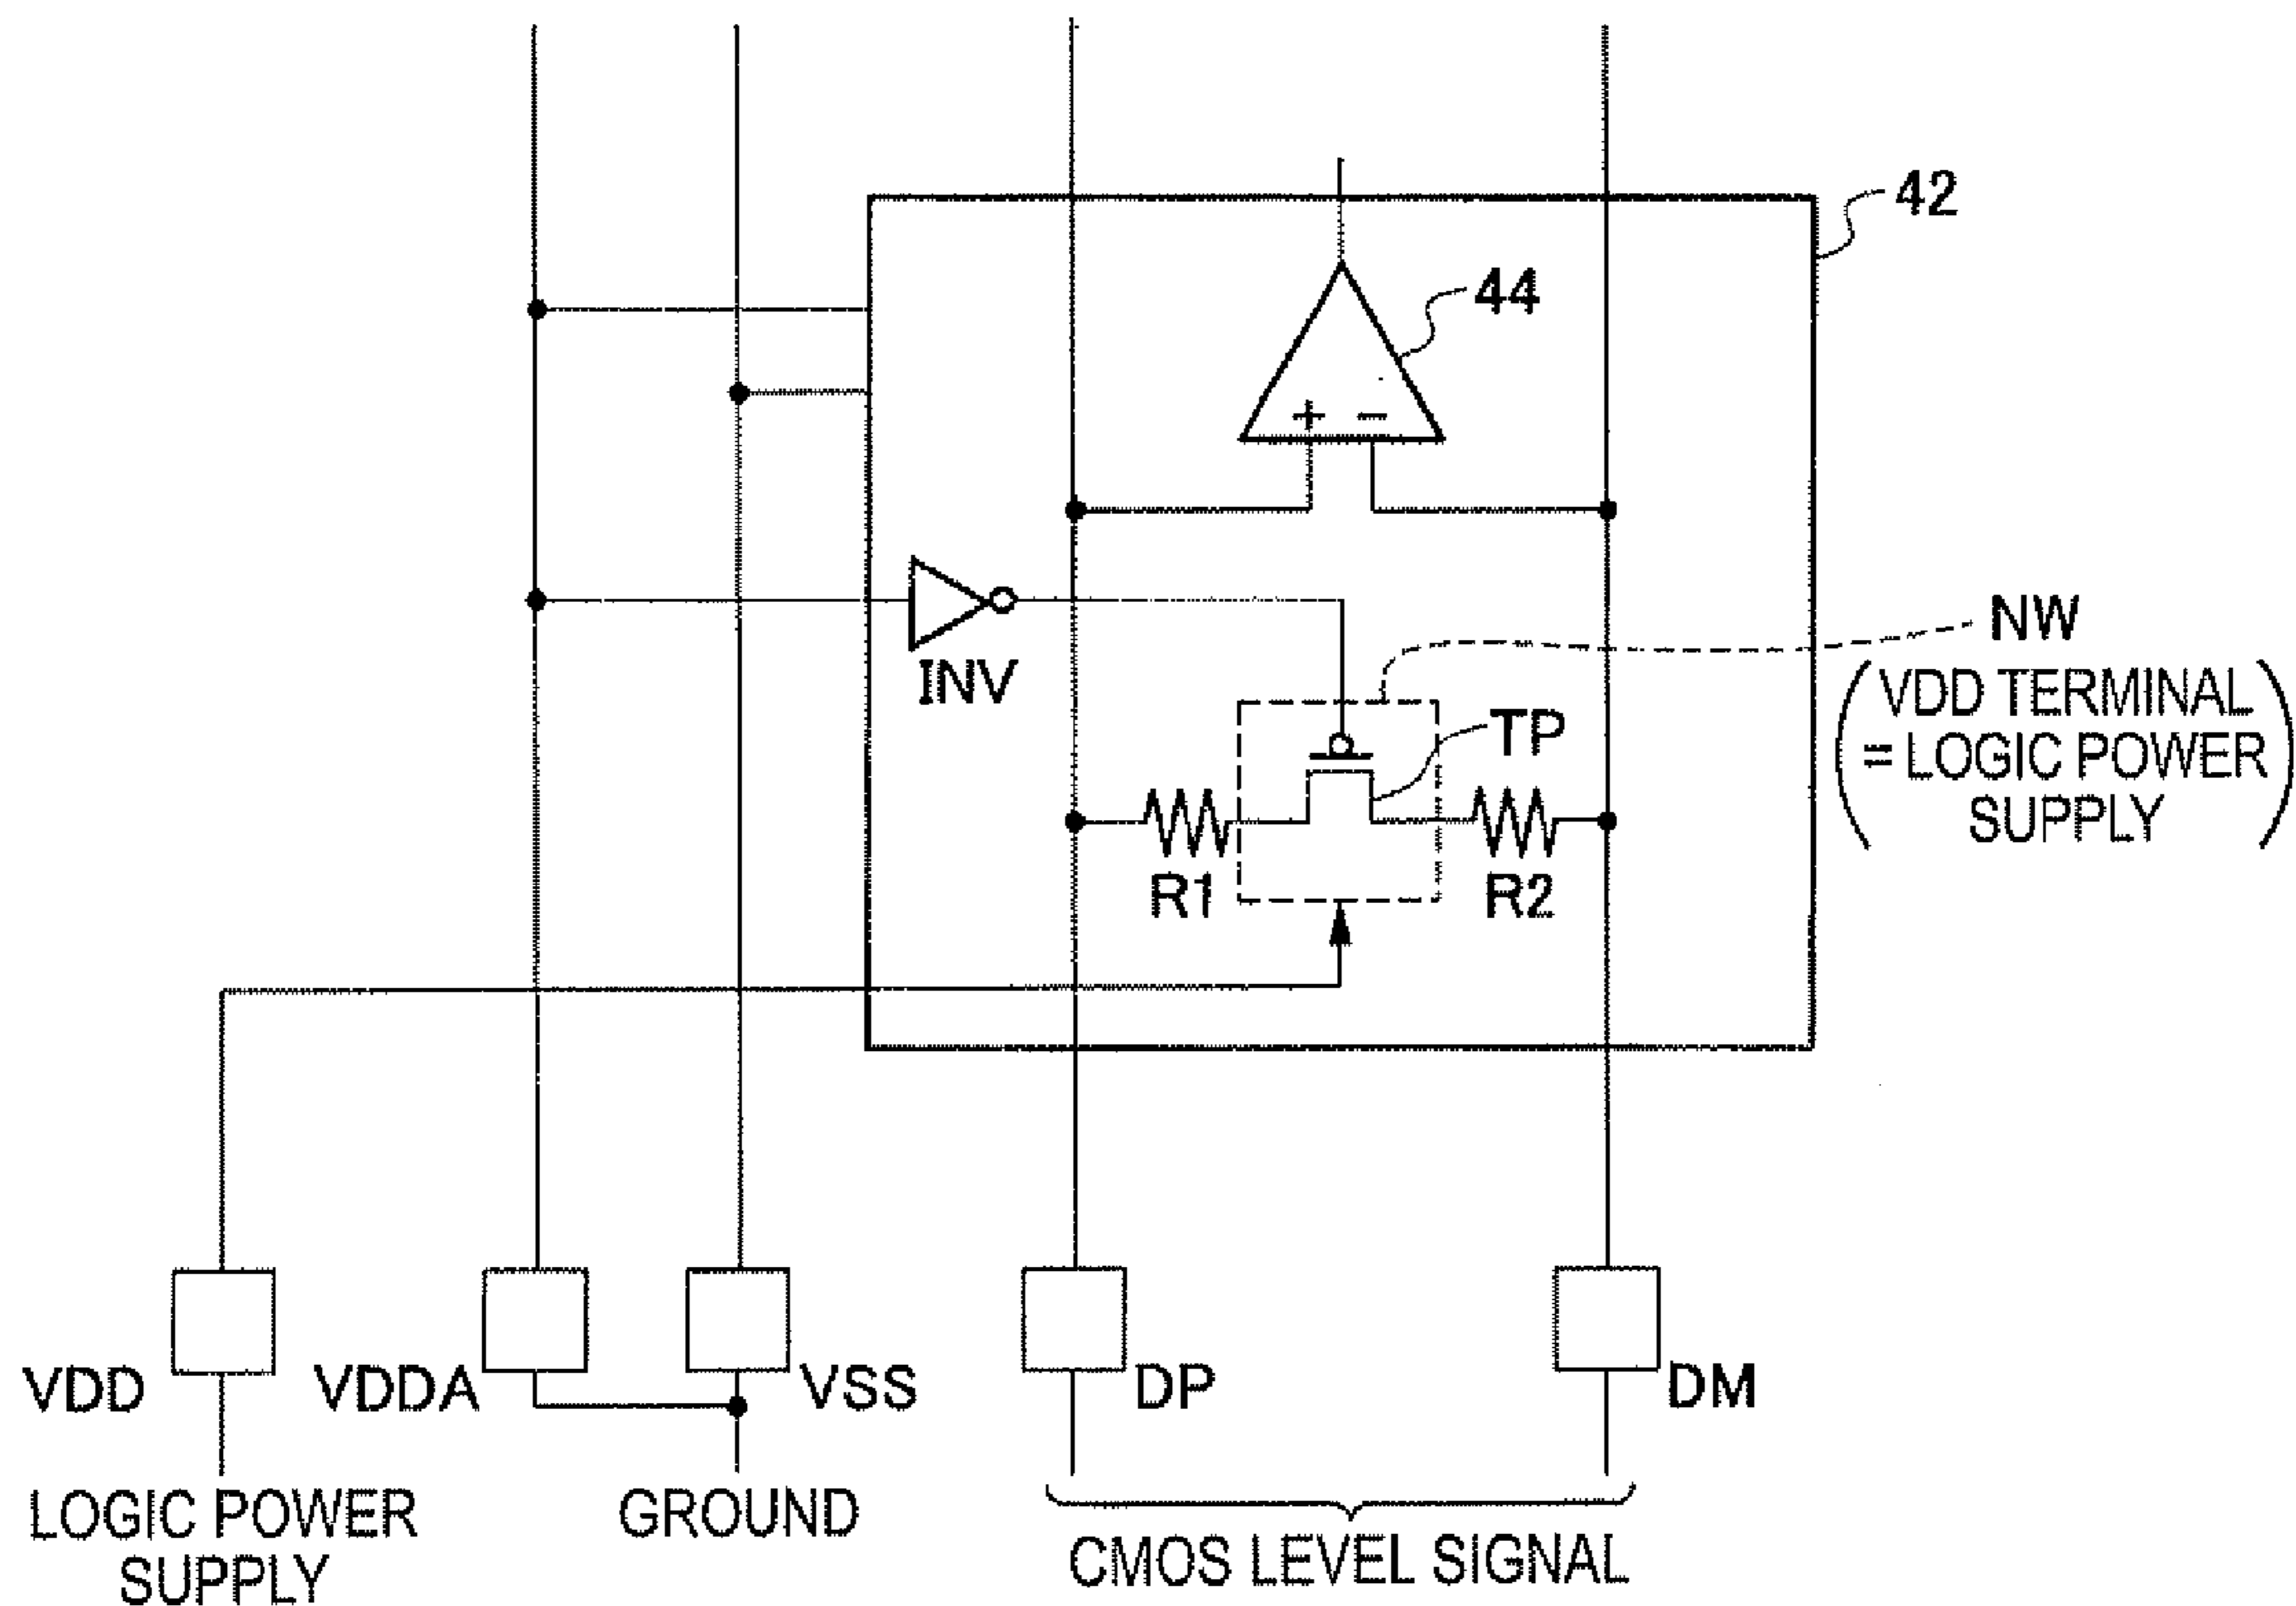 42
44
+ −
NW
INV
(VDD TERMINAL
= LOGIC POWER
SUPPLY)
TP
R1
R2
VDD
VDDA
VSS
DP
DM
LOGIC POWER
SUPPLY
GROUND
CMOS LEVEL SIGNAL